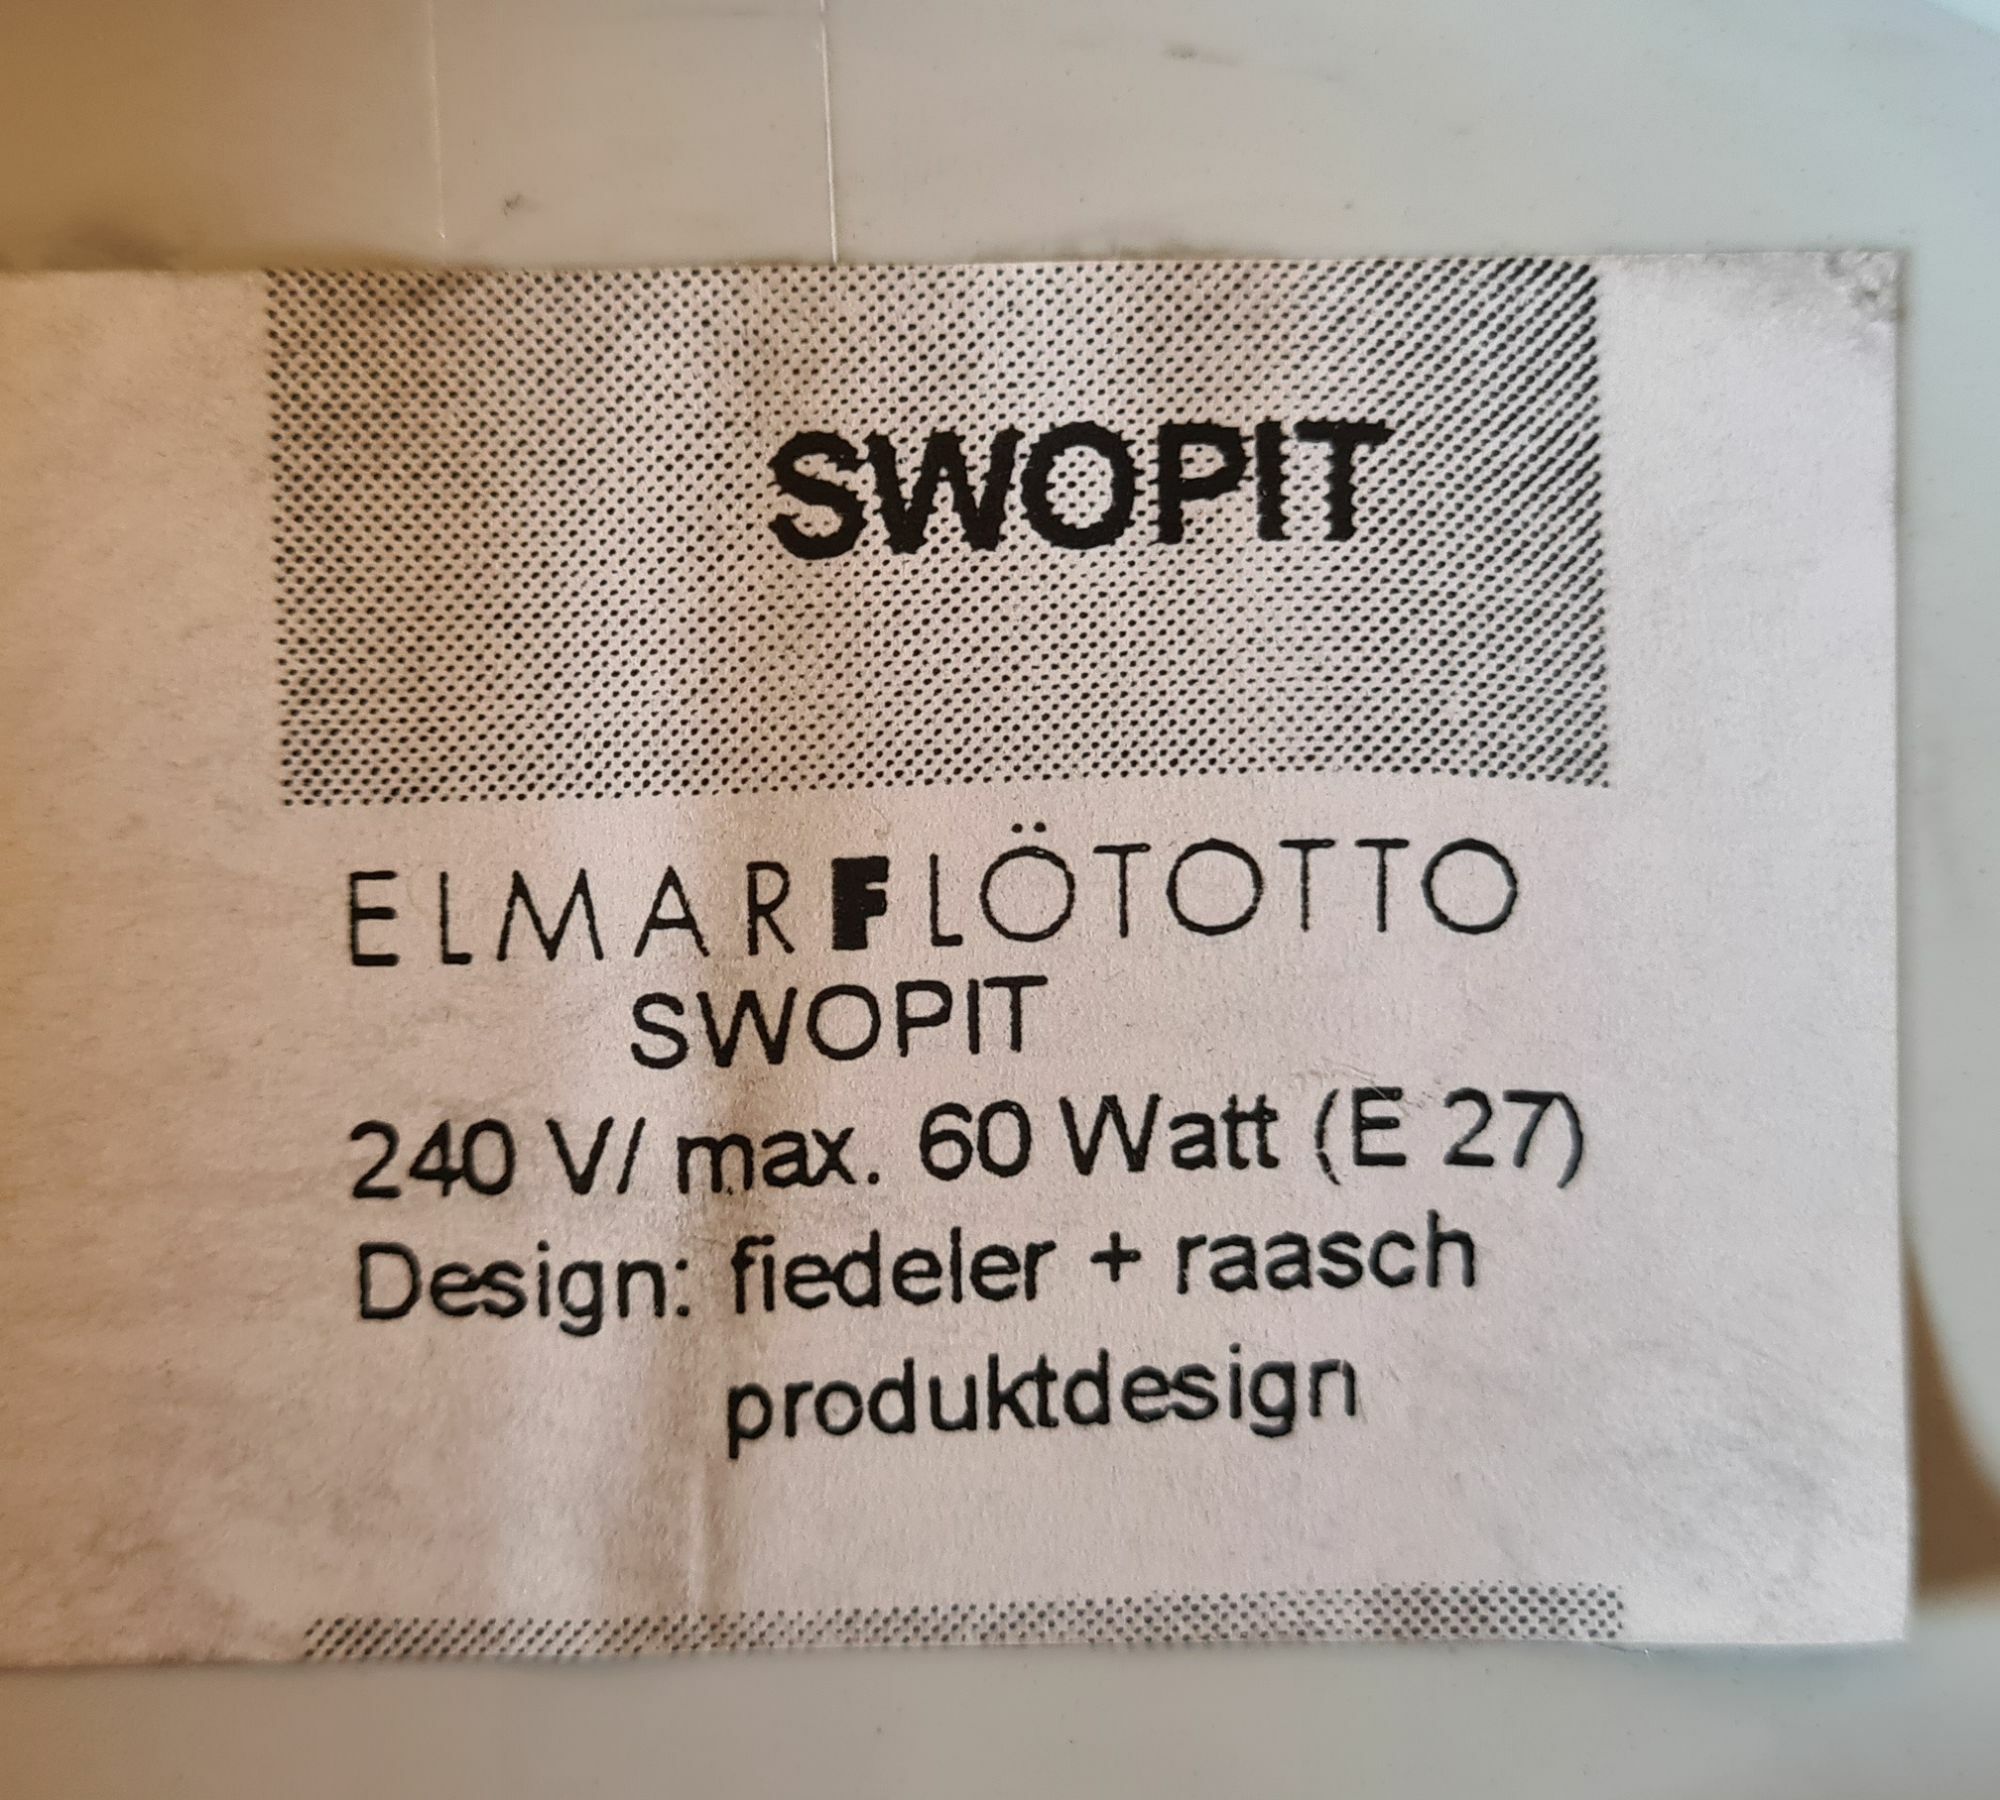 SWOPIT
ELMARFLÖTOTTO
SWOPIT
240 V/ max. 60 Watt (E 27)
Design: fiedeler + raasch
produktdesign